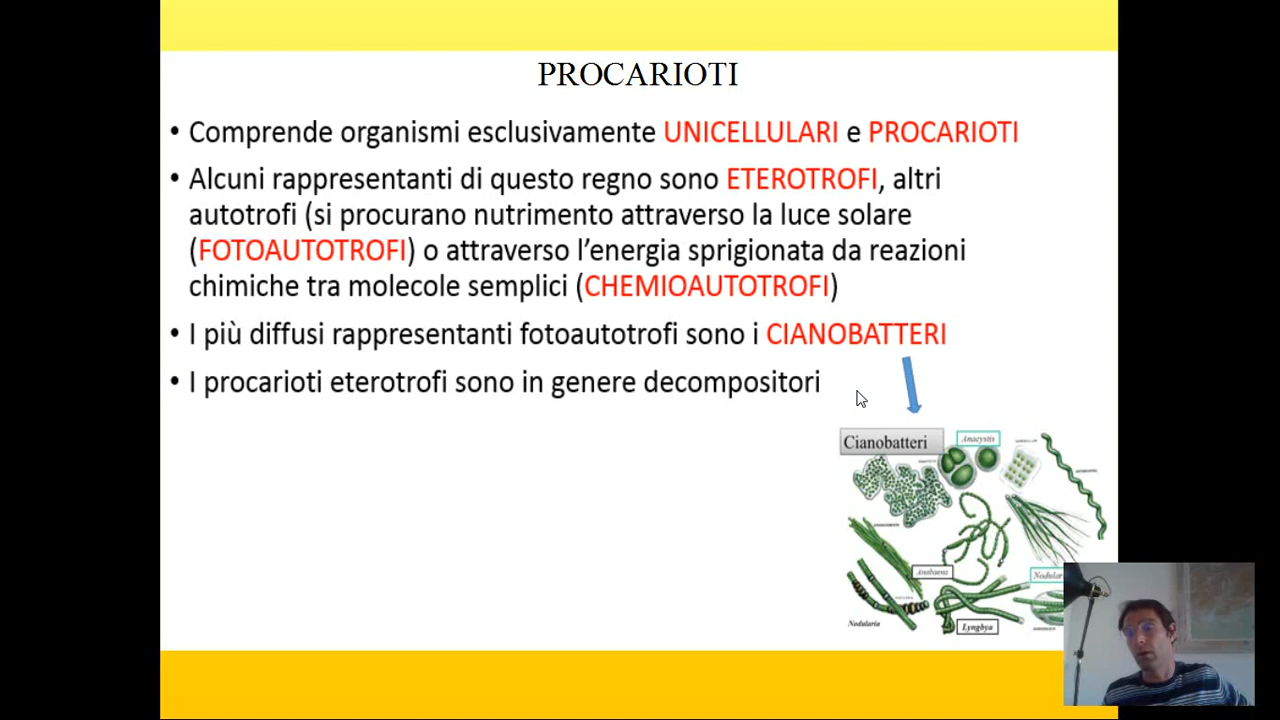 PROCARIOTI
• Comprende organismi esclusivamente UNICELLULARI e PROCARIOTI
• Alcuni rappresentanti di questo regno sono ETEROTROFI, altri
autotrofi (si procurano nutrimento attraverso la luce solare
(FOTOAUTOTROFI) o attraverso l'energia sprigionata da reazioni
chimiche tra molecole semplici (CHEMIOAUTOTROFI)
• I più diffusi rappresentanti fotoautotrofi sono i CIANOBATTERI
• I procarioti eterotrofi sono in genere decompositori
Cianobatteri
Anacystis
Anabaena
Nodular
Nodularia
Lyngbya